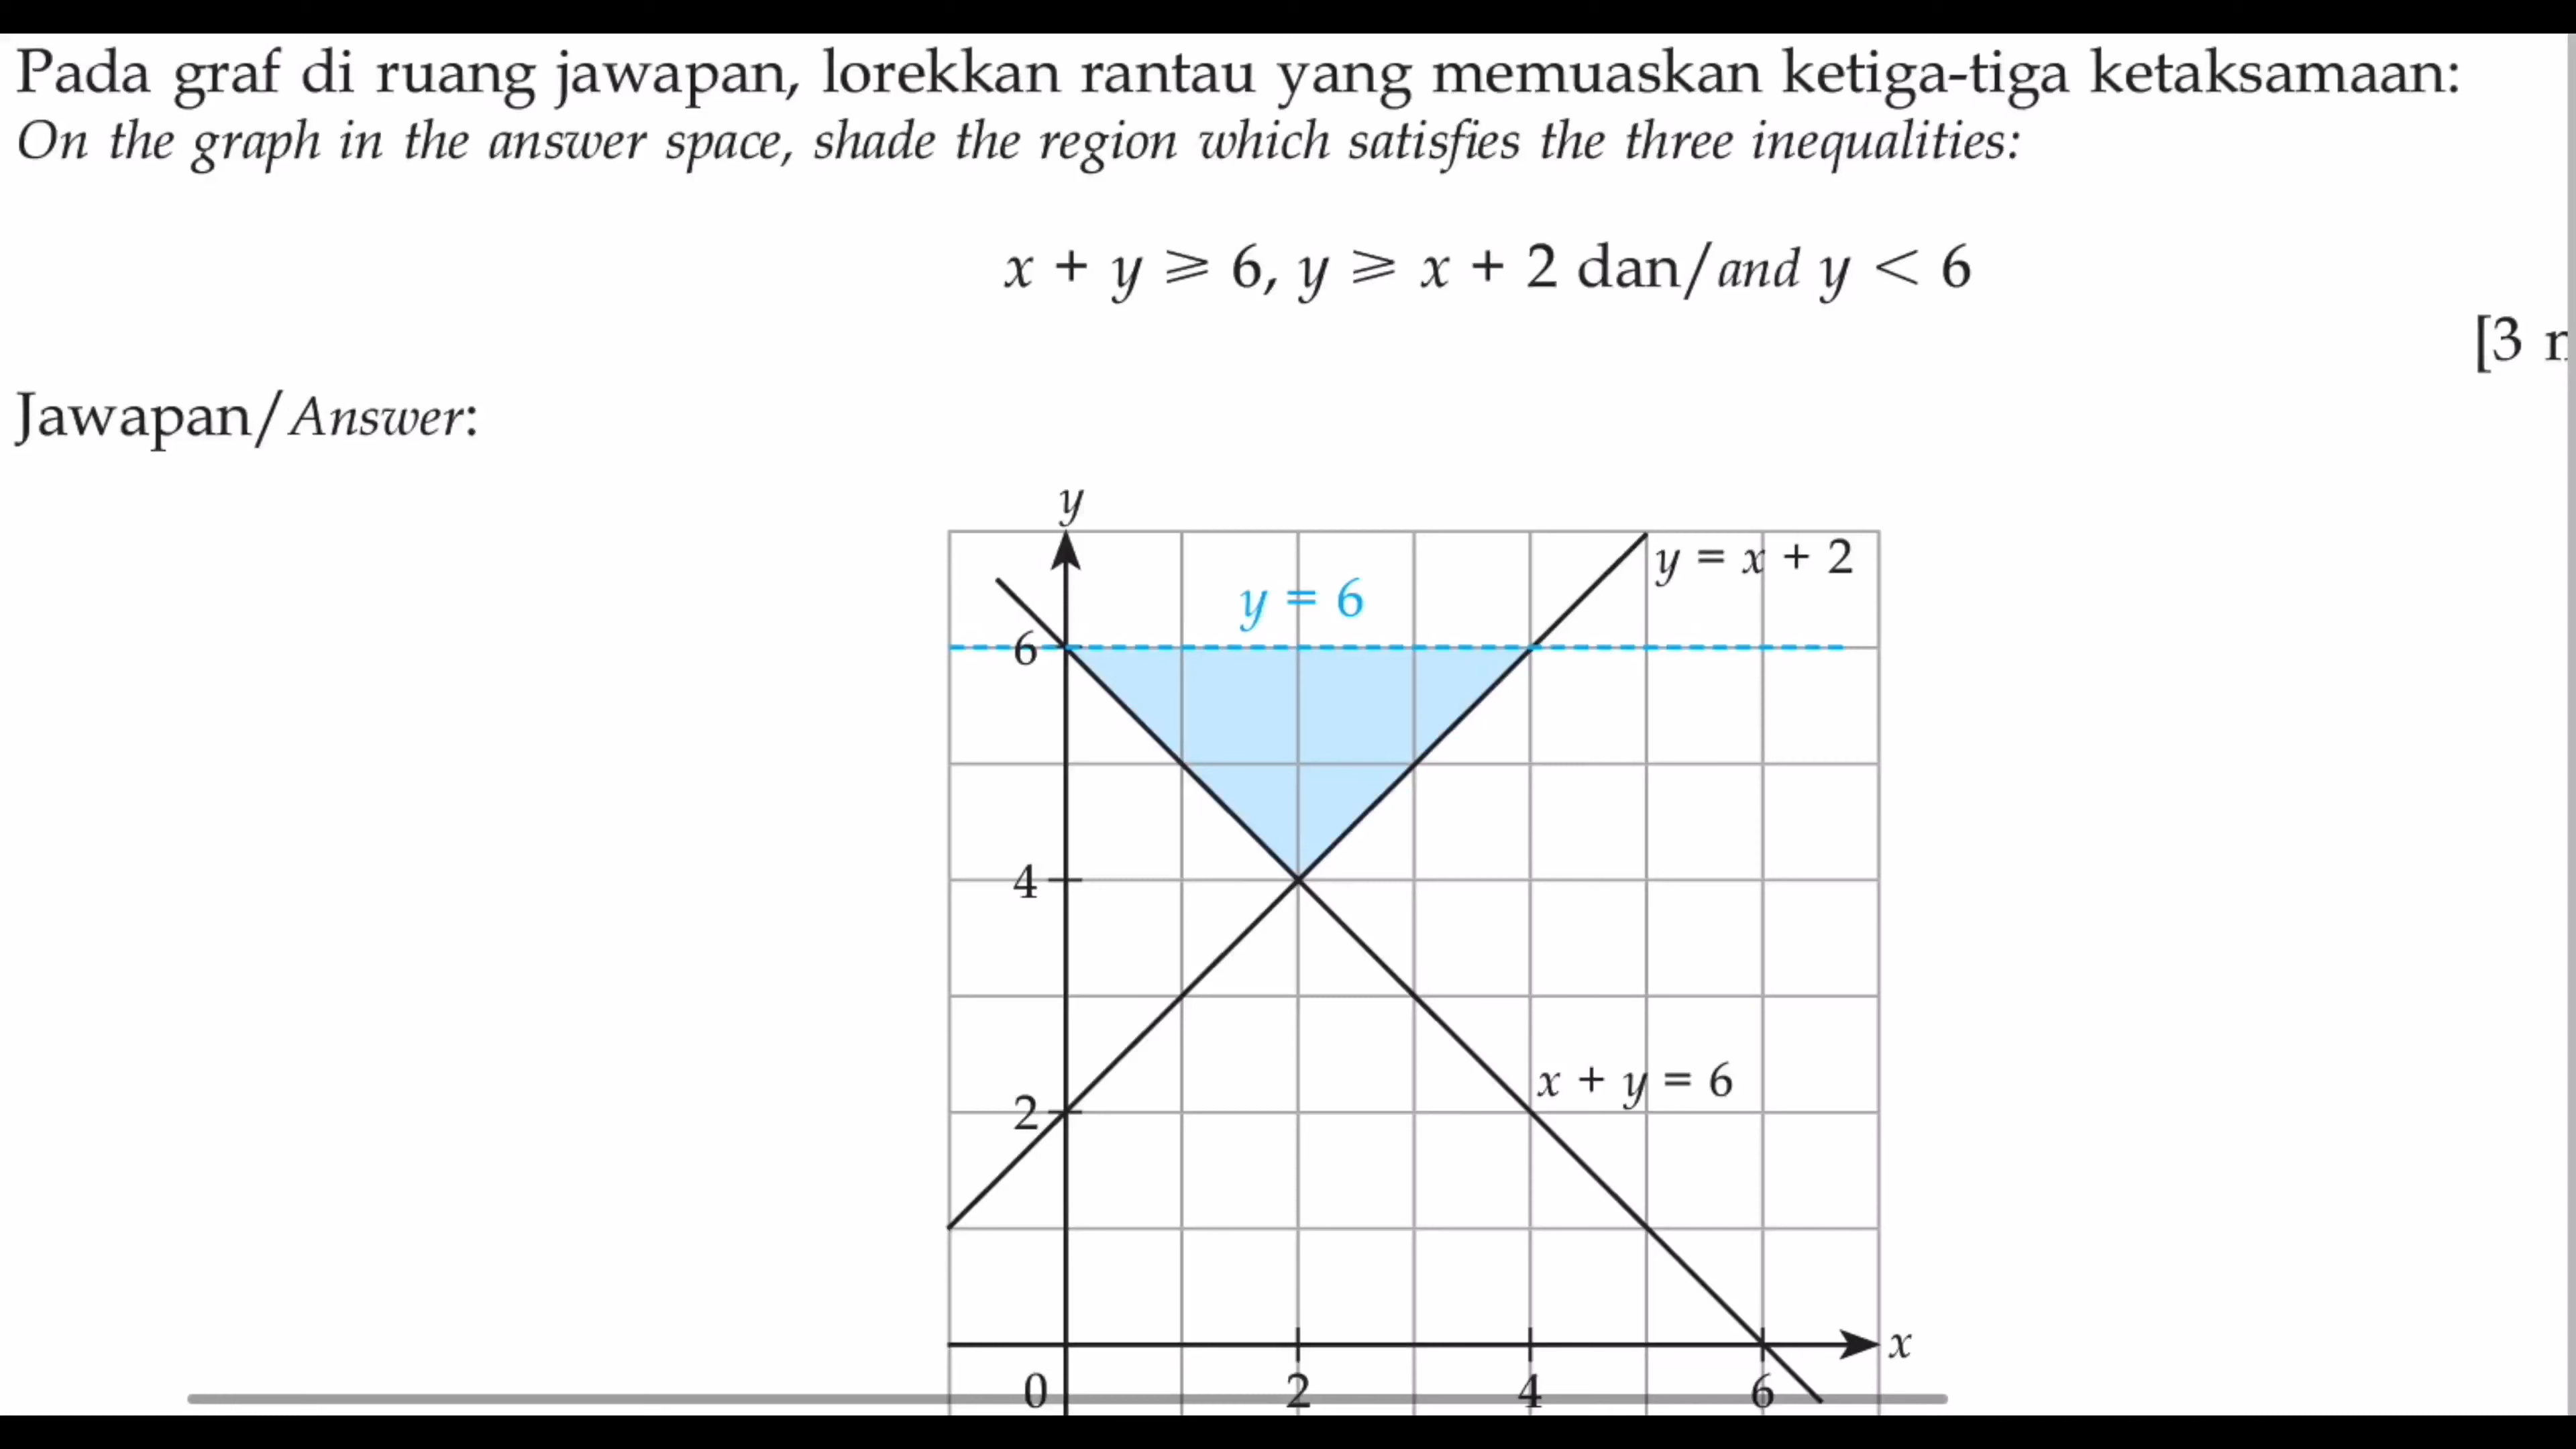 Pada graf di ruang jawapan, lorekkan rantau yang memuaskan ketiga-tiga ketaksamaan:
On the graph in the answer space, shade the region which satisfies the three inequalities:
x + y ⩾ 6, y ⩾ x + 2 dan/and y < 6
[3
Jawapan/Answer:
y
y = x + 2
y = 6
6
4
x + y = 6
2
x
0 2 4 6